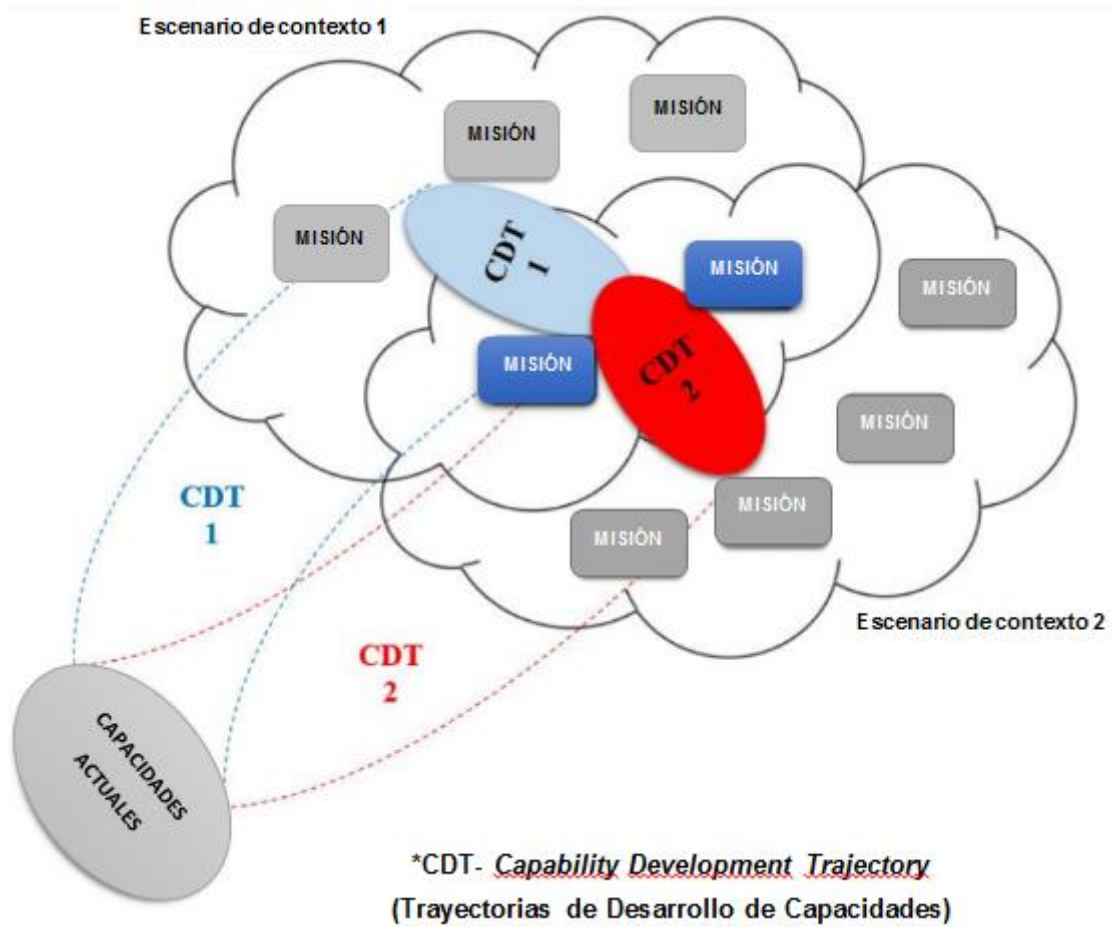 Escenario de contexto 1
MISIÓN
MISIÓN
MISIÓN
CDT
1
MISIÓN
MISIÓN
MISIÓN
CDT
2
MISIÓN
MISIÓN
MISIÓN
CDT
1
Escenario de contexto 2
CDT
2
CAPACIDADES
ACTUALES
*CDT- Capability Development Trajectory
(Trayectorias de Desarrollo de Capacidades)